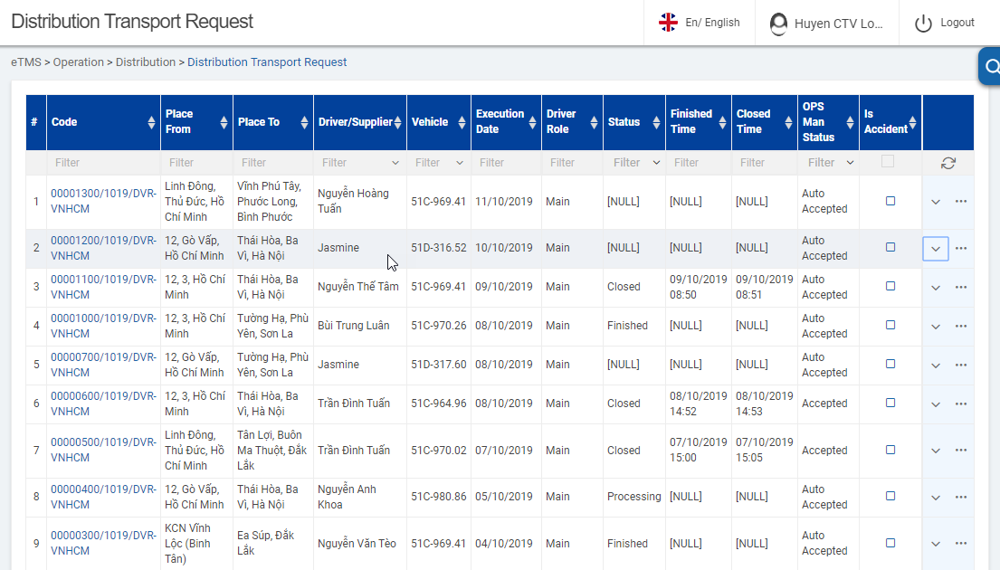 Distribution Transport Request
En/ English
Huyen CTV Lo...
Logout
eTMS > Operation > Distribution > Distribution Transport Request
# Code Place From Place To Driver/Supplier Vehicle Execution Date Driver Role Status Finished Time Closed Time OPS Man Status Is Accident
Filter Filter Filter Filter Filter Filter Filter Filter Filter Filter Filter
1 00001300/1019/DVR-VNHCM Linh Đông, Thủ Đức, Hồ Chí Minh Vĩnh Phú Tây, Phước Long, Bình Phước Nguyễn Hoàng Tuấn 51C-969.41 11/10/2019 Main [NULL] [NULL] [NULL] Auto Accepted
2 00001200/1019/DVR-VNHCM 12, Gò Vấp, Hồ Chí Minh Thái Hòa, Ba Vì, Hà Nội Jasmine 51D-316.52 10/10/2019 Main [NULL] [NULL] [NULL] Auto Accepted
3 00001100/1019/DVR-VNHCM 12, 3, Hồ Chí Minh Thái Hòa, Ba Vì, Hà Nội Nguyễn Thế Tâm 51C-969.41 09/10/2019 Main Closed 09/10/2019 08:50 09/10/2019 08:51 Auto Accepted
4 00001000/1019/DVR-VNHCM 12, 3, Hồ Chí Minh Tường Hạ, Phù Yên, Sơn La Bùi Trung Luân 51C-970.26 08/10/2019 Main Finished [NULL] [NULL] Auto Accepted
5 00000700/1019/DVR-VNHCM 12, Gò Vấp, Hồ Chí Minh Tường Hạ, Phù Yên, Sơn La Jasmine 51D-317.60 08/10/2019 Main [NULL] [NULL] [NULL] Auto Accepted
6 00000600/1019/DVR-VNHCM 12, 3, Hồ Chí Minh Thái Hòa, Ba Vì, Hà Nội Trần Đình Tuấn 51C-964.96 08/10/2019 Main Closed 08/10/2019 14:52 08/10/2019 14:53 Accepted
7 00000500/1019/DVR-VNHCM Linh Đông, Thủ Đức, Hồ Chí Minh Tân Lợi, Buôn Ma Thuột, Đắk Lắk Trần Đình Tuấn 51C-970.02 07/10/2019 Main Closed 07/10/2019 15:00 07/10/2019 15:05 Accepted
8 00000400/1019/DVR-VNHCM 12, Gò Vấp, Hồ Chí Minh Thái Hòa, Ba Vì, Hà Nội Nguyễn Anh Khoa 51C-980.86 05/10/2019 Main Processing [NULL] [NULL] Auto Accepted
9 00000300/1019/DVR-VNHCM KCN Vĩnh Lộc (Binh Tân) Ea Súp, Đắk Lắk Nguyễn Văn Tèo 51C-969.41 04/10/2019 Main Finished [NULL] [NULL] Auto Accepted